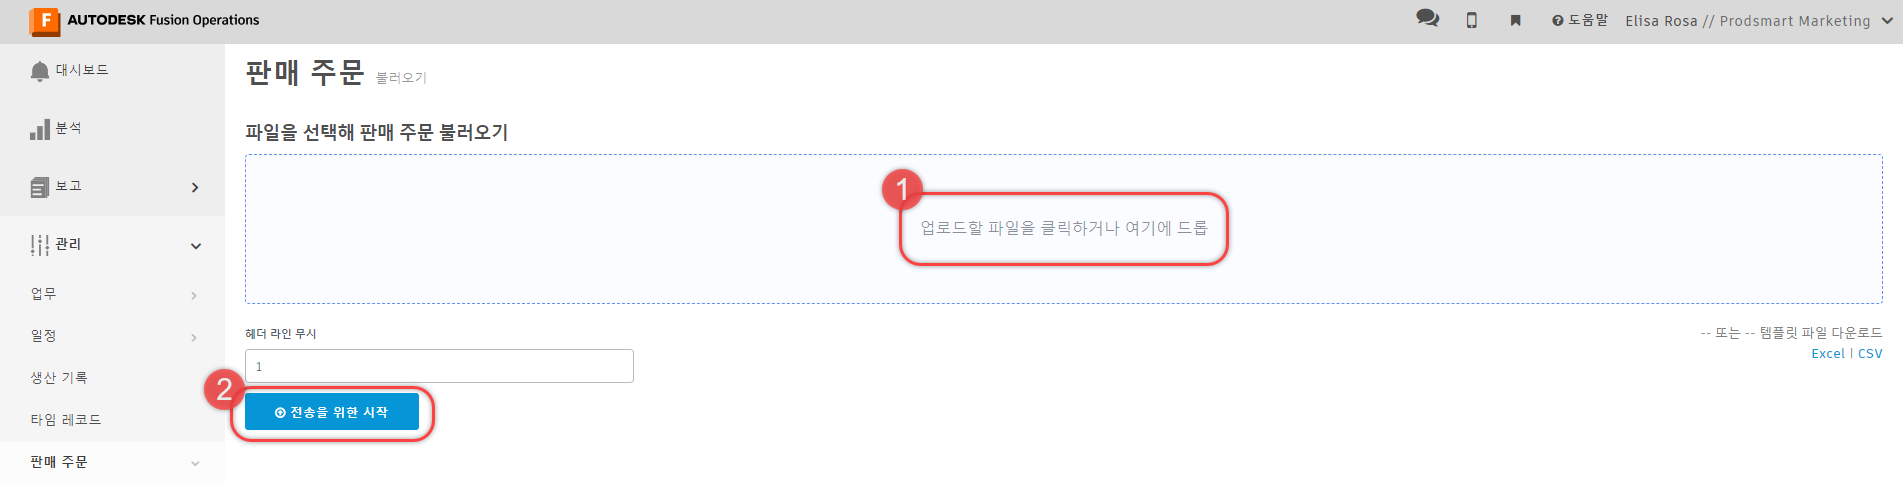 F AUTODESK Fusion Operations
도움말 Elisa Rosa // Prodsmart Marketing
대시보드
분석
보고
관리
업무
일정
생산 기록
타임 레코드
판매 주문
판매 주문 불러오기
파일을 선택해 판매 주문 불러오기
1
업로드할 파일을 클릭하거나 여기에 드롭
헤더 라인 무시
1
2
전송을 위한 시작
-- 또는 -- 템플릿 파일 다운로드
Excel | CSV